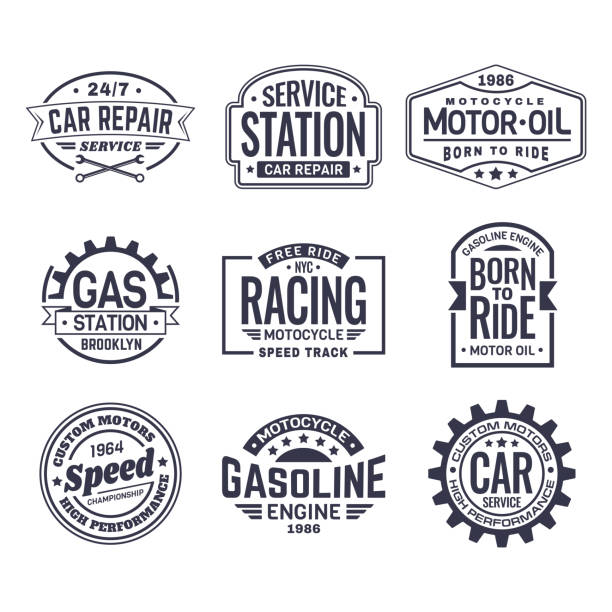 24/7
CAR REPAIR
SERVICE
SERVICE
STATION
CAR REPAIR
1986
MOTOCYCLE
MOTOR·OIL
BORN TO RIDE
GAS
STATION
BROOKLYN
FREE RIDE
NYC
RACING
MOTOCYCLE
SPEED TRACK
GASOLINE ENGINE
BORN
TO
RIDE
MOTOR OIL
CUSTOM MOTORS
1964
Speed
CHAMPIONSHIP
HIGH PERFORMANCE
MOTOCYCLE
GASOLINE
ENGINE
1986
CUSTOM MOTORS
CAR
SERVICE
HIGH PERFORMANCE